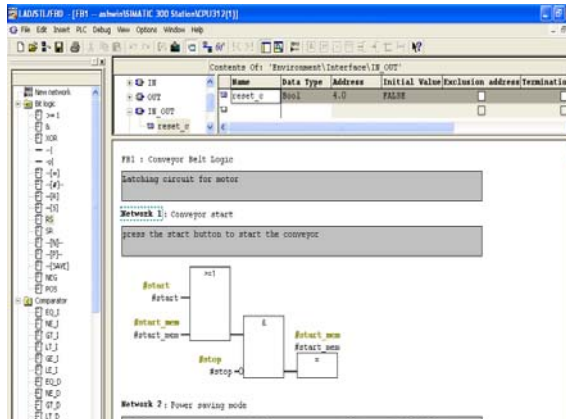 LAD/STL/FBD - [FB1 -- ashwin\SIMATIC 300 Station\CPU312(1)]
File Edit Insert PLC Debug View Options Window Help
Contents Of: 'Environment\Interface\IN_OUT'
IN
OUT
IN_OUT
reset_c
Name Data Type Address Initial Value Exclusion address Terminatio
reset_c Bool 4.0 FALSE
New network
Bit logic
>=1
&
XOR
--[
--o[
-[=]
-[#]-
-[R]
-[S]
RS
SR
-[N]-
-[P]-
-[SAVE]
NEG
POS
Comparator
EQ_I
NE_I
GT_I
LT_I
GE_I
LE_I
EQ_D
NE_D
GT_D
LT_D
FB1 : Conveyor Belt Logic
Latching circuit for motor
Network 1: Conveyor start
press the start button to start the conveyor
>=1
#start
#start
#start_mem
#start_mem
&
#stop
#stop
#start_mem
#start_mem
=
Network 2: Power saving mode